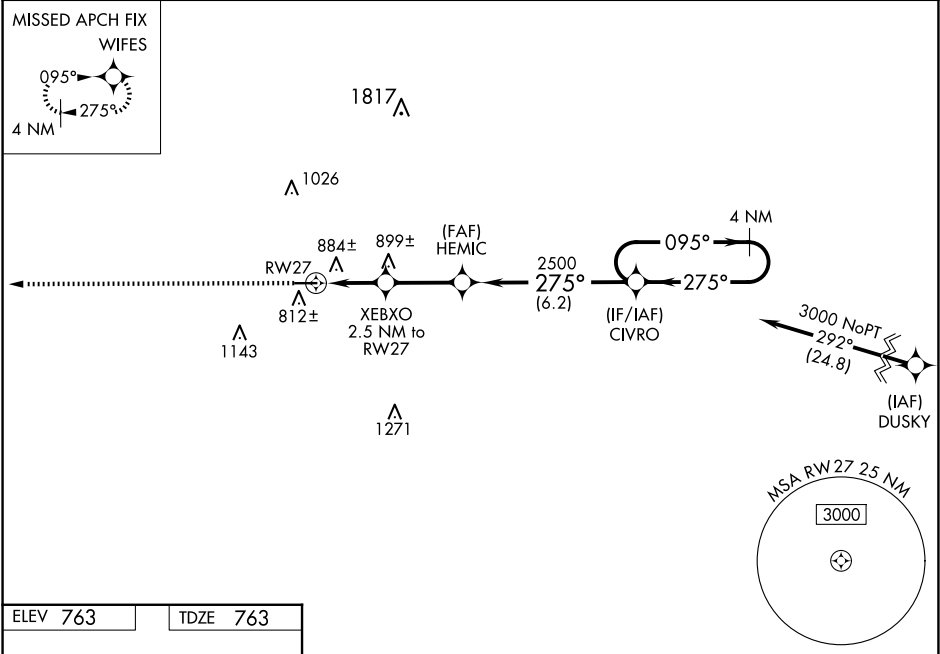 MISSED APCH FIX
WIFES
095°
275°
4 NM
1817
1026
4 NM
(FAF)
HEMIC
095°
884±
899±
RW27
2500
275°
(6.2)
275°
812±
XEBXO
2.5 NM to
RW27
(IF/IAF)
CIVRO
3000 NoPT
292°
(24.8)
1143
(IAF)
DUSKY
1271
MSA RW 27 25 NM
3000
ELEV 763
TDZE 763